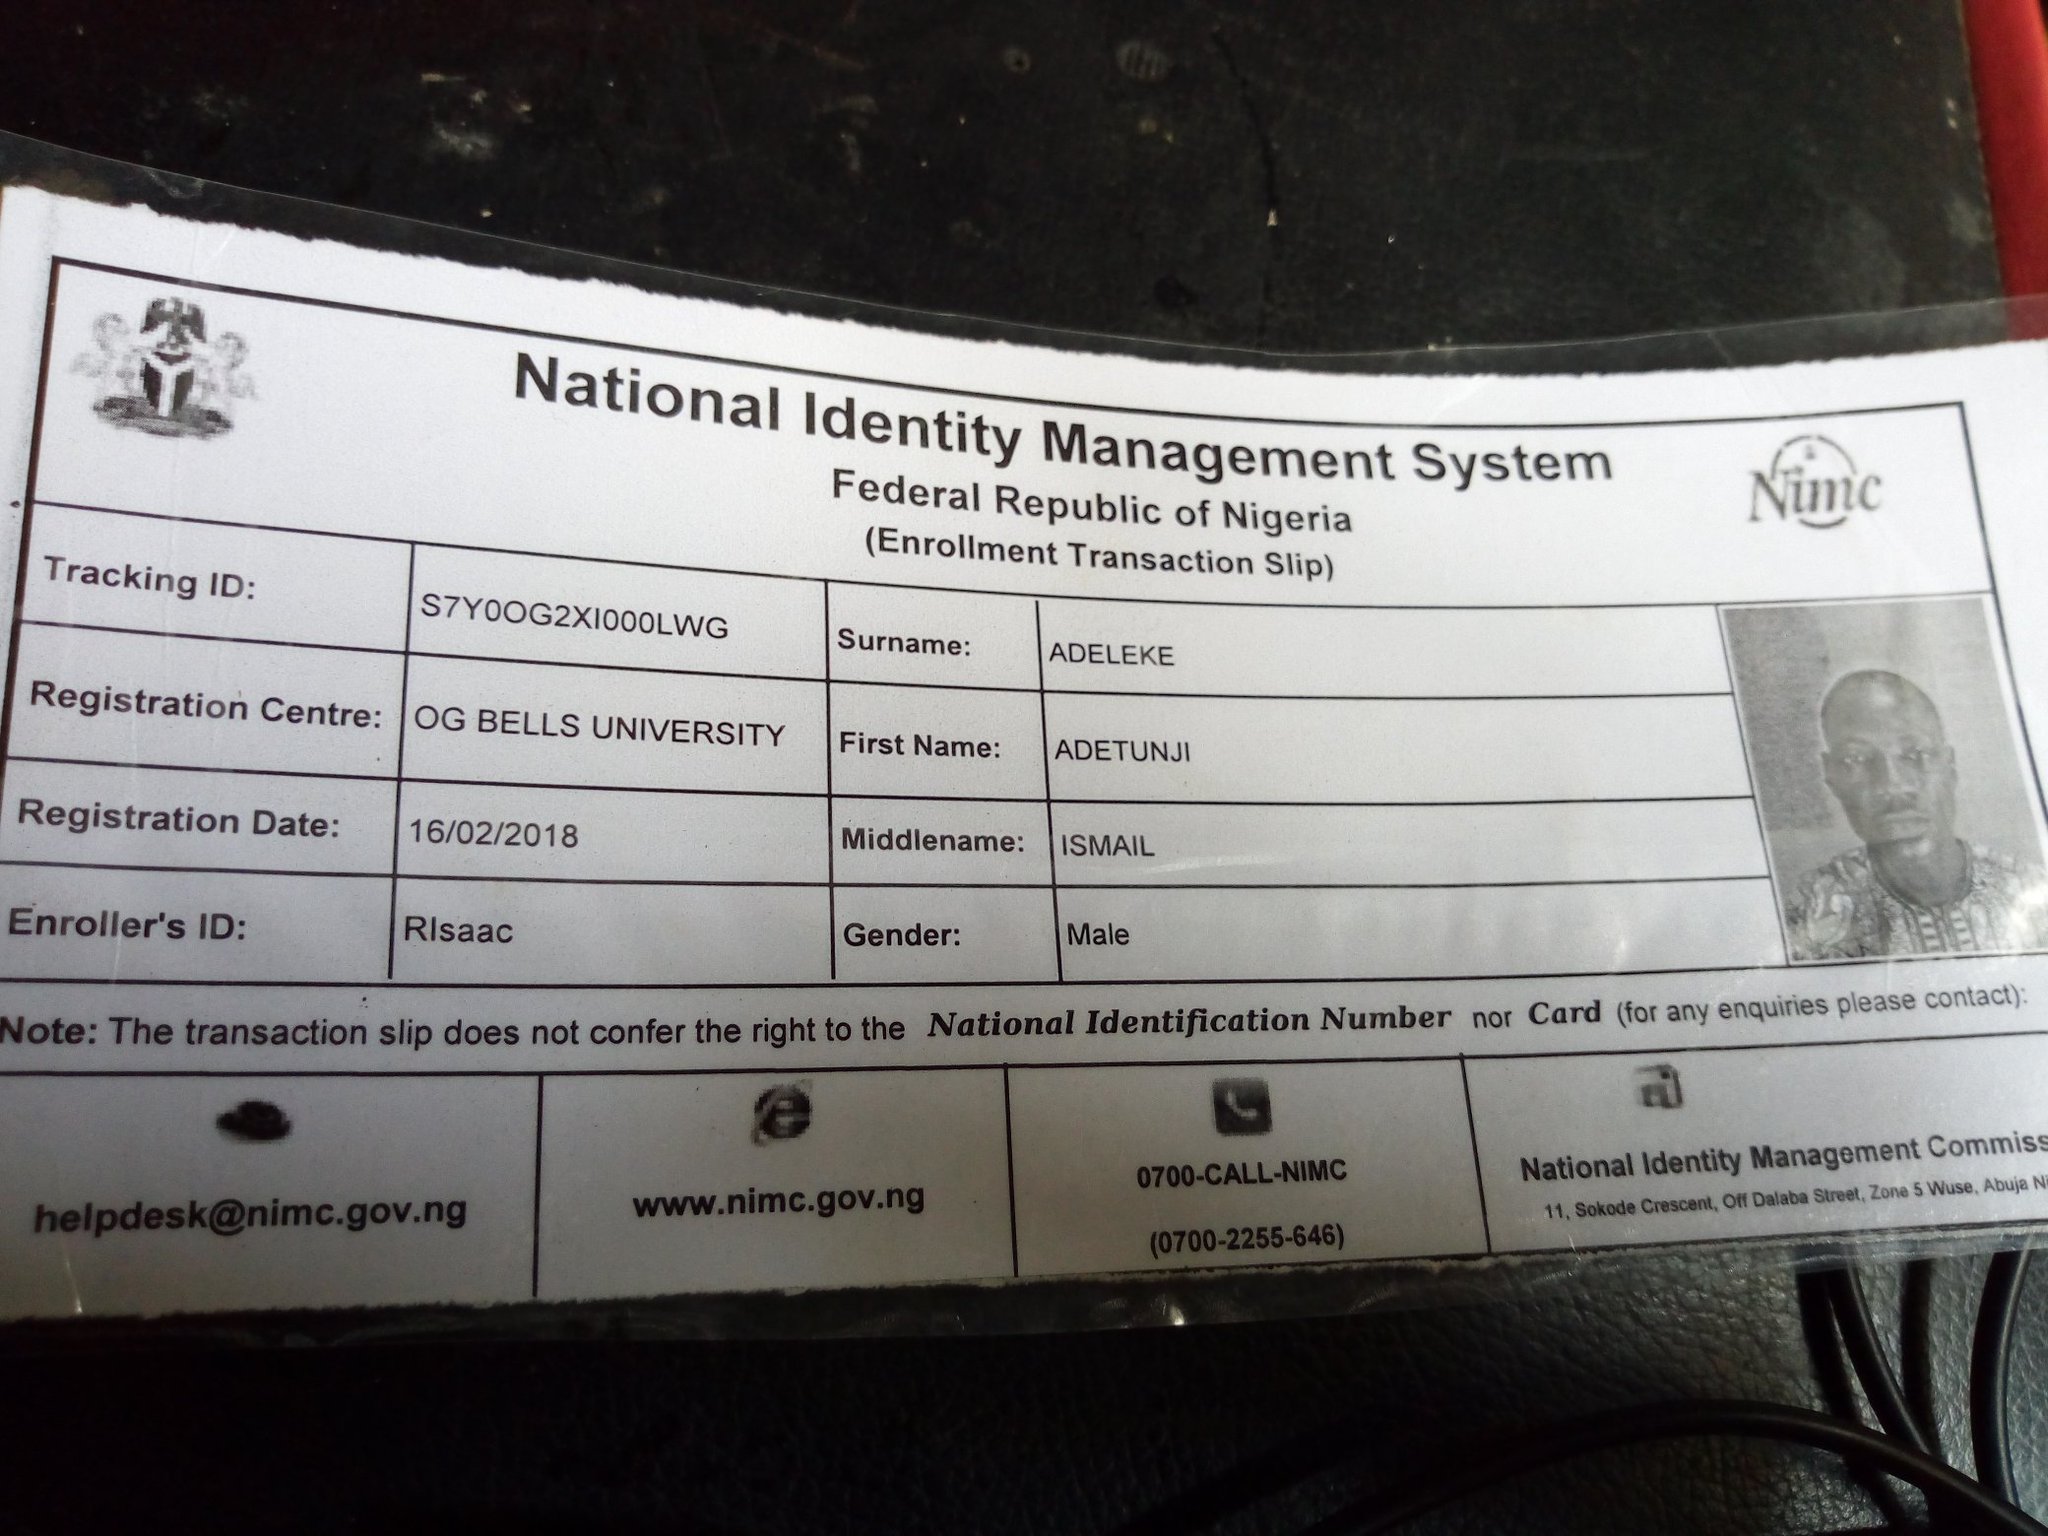 National Identity Management System
Federal Republic of Nigeria
(Enrollment Transaction Slip)
Nimc
Tracking ID: S7Y0OG2XI000LWG Surname: ADELEKE
Registration Centre: OG BELLS UNIVERSITY First Name: ADETUNJI
Registration Date: 16/02/2018 Middlename: ISMAIL
Enroller's ID: RIsaac Gender: Male
Note: The transaction slip does not confer the right to the National Identification Number nor Card (for any enquiries please contact):
helpdesk@nimc.gov.ng
www.nimc.gov.ng
0700-CALL-NIMC
(0700-2255-646)
National Identity Management Commiss
11, Sokode Crescent, Off Dalaba Street, Zone 5 Wuse, Abuja